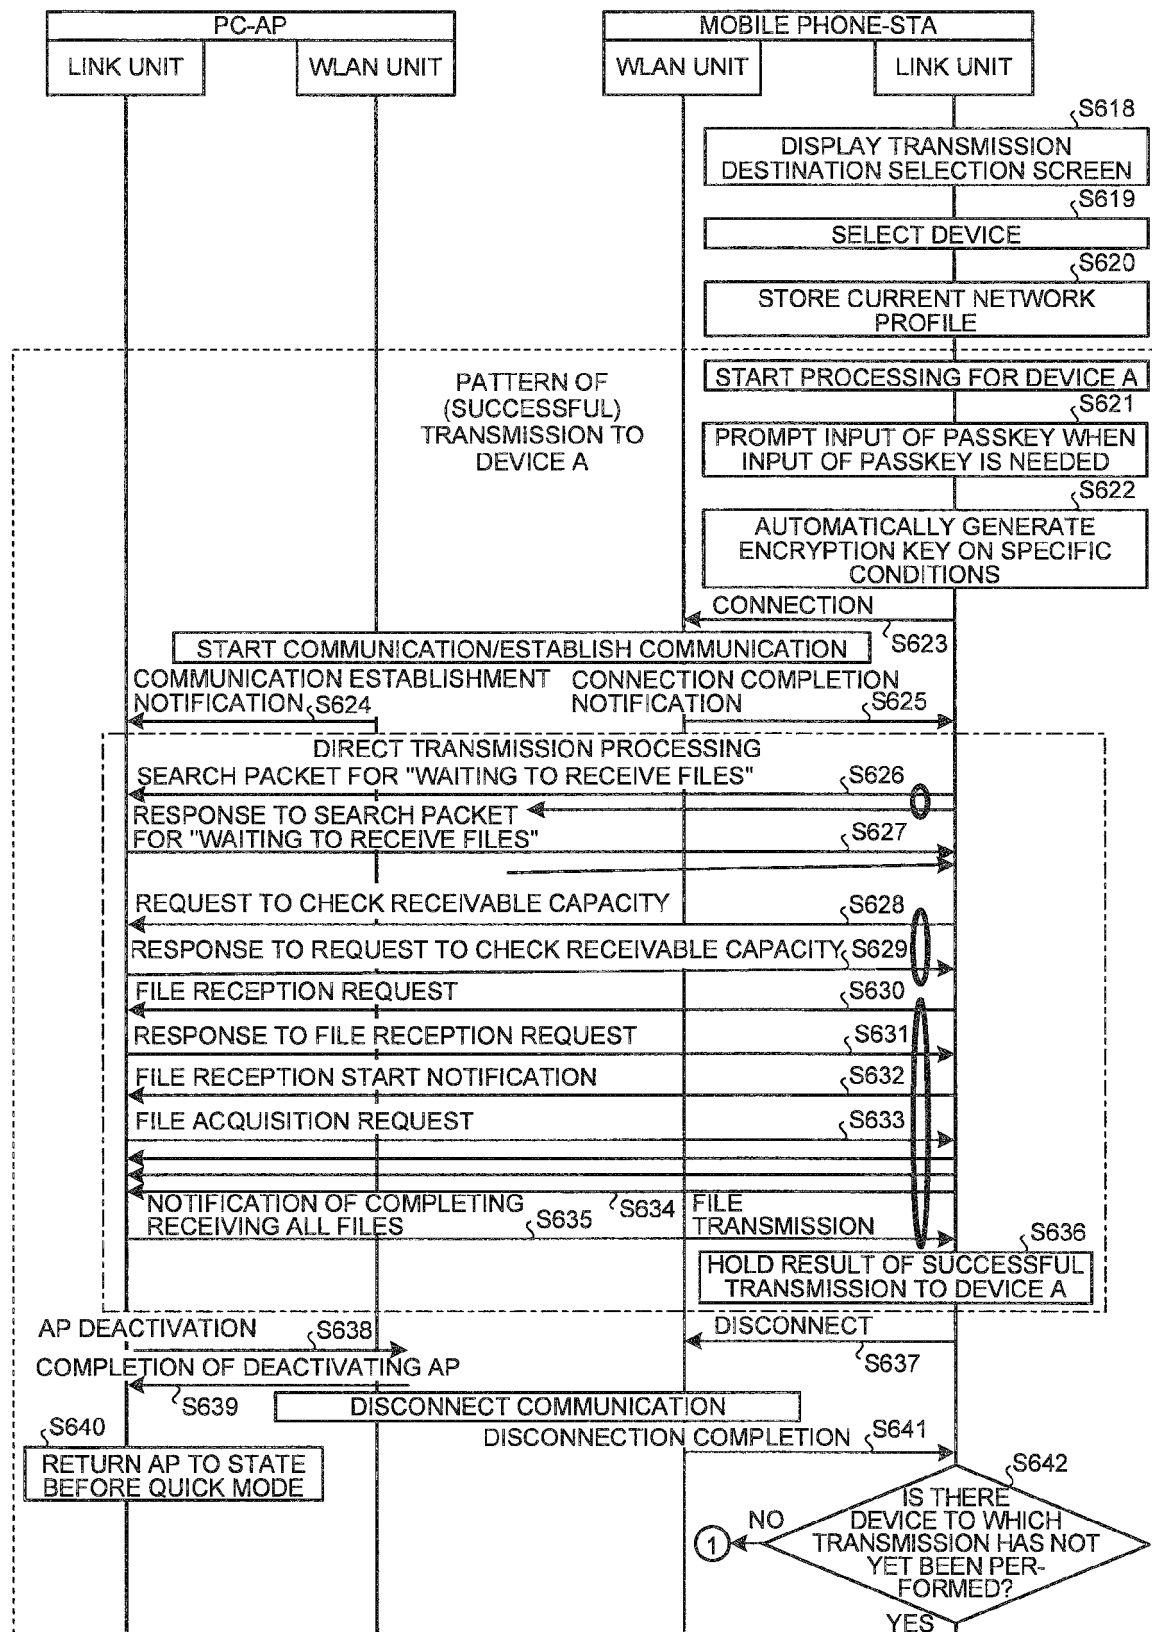 PC-AP
MOBILE PHONE-STA
LINK UNIT
WLAN UNIT
WLAN UNIT
LINK UNIT
S618
DISPLAY TRANSMISSION
DESTINATION SELECTION SCREEN
S619
SELECT DEVICE
S620
STORE CURRENT NETWORK
PROFILE
START PROCESSING FOR DEVICE A
PATTERN OF
(SUCCESSFUL)
TRANSMISSION TO
DEVICE A
S621
PROMPT INPUT OF PASSKEY WHEN
INPUT OF PASSKEY IS NEEDED
S622
AUTOMATICALLY GENERATE
ENCRYPTION KEY ON SPECIFIC
CONDITIONS
CONNECTION
S623
START COMMUNICATION/ESTABLISH COMMUNICATION
COMMUNICATION ESTABLISHMENT
NOTIFICATION
S624
CONNECTION COMPLETION
NOTIFICATION
S625
DIRECT TRANSMISSION PROCESSING
SEARCH PACKET FOR "WAITING TO RECEIVE FILES"
S626
RESPONSE TO SEARCH PACKET
FOR "WAITING TO RECEIVE FILES"
S627
REQUEST TO CHECK RECEIVABLE CAPACITY
S628
RESPONSE TO REQUEST TO CHECK RECEIVABLE CAPACITY
S629
FILE RECEPTION REQUEST
S630
RESPONSE TO FILE RECEPTION REQUEST
S631
FILE RECEPTION START NOTIFICATION
S632
FILE ACQUISITION REQUEST
S633
NOTIFICATION OF COMPLETING
RECEIVING ALL FILES
S635
S634
FILE
TRANSMISSION
S636
HOLD RESULT OF SUCCESSFUL
TRANSMISSION TO DEVICE A
AP DEACTIVATION
S638
DISCONNECT
S637
COMPLETION OF DEACTIVATING AP
S639
DISCONNECT COMMUNICATION
S640
RETURN AP TO STATE
BEFORE QUICK MODE
DISCONNECTION COMPLETION
S641
S642
IS THERE
DEVICE TO WHICH
TRANSMISSION HAS NOT
YET BEEN PER-
FORMED?
NO
1
YES